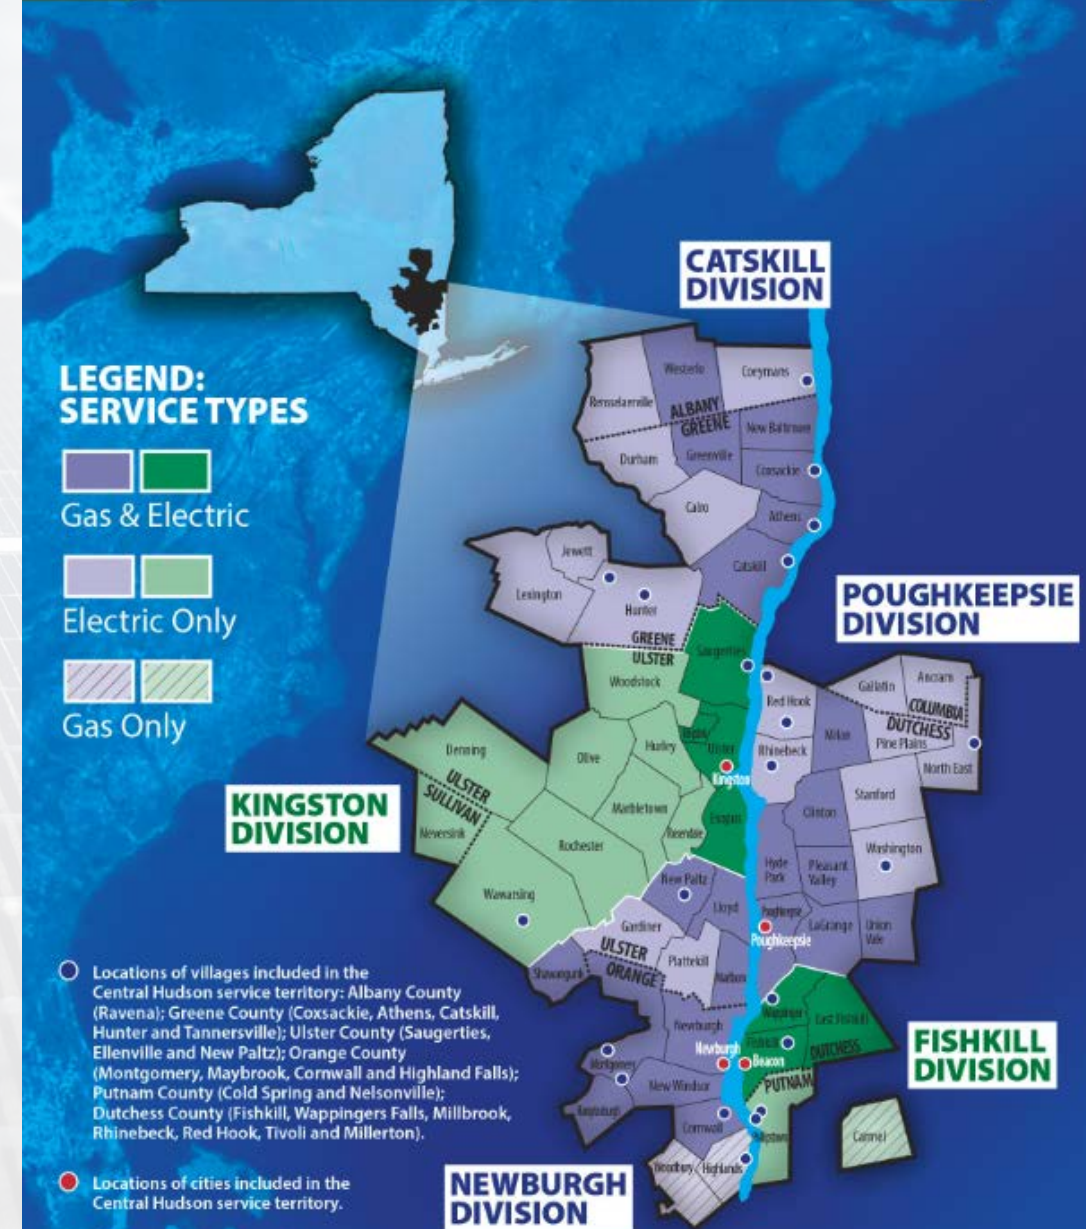 CATSKILL
DIVISION
LEGEND:
SERVICE TYPES
Gas & Electric
Electric Only
Gas Only
Westerlo
Coeymans
Rensselaerville
ALBANY
GREENE
New Baltimore
Durham
Greenville
Coxsackie
Cairo
Athens
Catskill
Jewett
Lexington
Hunter
GREENE
ULSTER
POUGHKEEPSIE
DIVISION
Saugerties
Woodstock
Gallatin
Ancram
COLUMBIA
Red Hook
DUTCHESS
Pine Plains
Milan
Rhinebeck
North East
Denning
Olive
Hurley
Ulster
Kingston
ULSTER
SULLIVAN
Neversink
Stanford
KINGSTON
DIVISION
Marbletown
Rosendale
Esopus
Clinton
Rochester
Washington
Hyde
Park
Pleasant
Valley
Wawarsing
New Paltz
Lloyd
Poughkeepsie
Poughkeepsie
LaGrange
Union
Vale
Gardiner
ULSTER
ORANGE
Plattekill
Shawangunk
Marlboro
Wappinger
East Fishkill
Newburgh
Newburgh
Fishkill
Beacon
DUTCHESS
PUTNAM
FISHKILL
DIVISION
Montgomery
New Windsor
Hamptonburgh
Cornwall
Philipstown
Carmel
Woodbury
Highlands
NEWBURGH
DIVISION
Locations of villages included in the
Central Hudson service territory: Albany County
(Ravena); Greene County (Coxsackie, Athens, Catskill,
Hunter and Tannersville); Ulster County (Saugerties,
Ellenville and New Paltz); Orange County
(Montgomery, Maybrook, Cornwall and Highland Falls);
Putnam County (Cold Spring and Nelsonville);
Dutchess County (Fishkill, Wappingers Falls, Millbrook,
Rhinebeck, Red Hook, Tivoli and Millerton).
Locations of cities included in the
Central Hudson service territory.